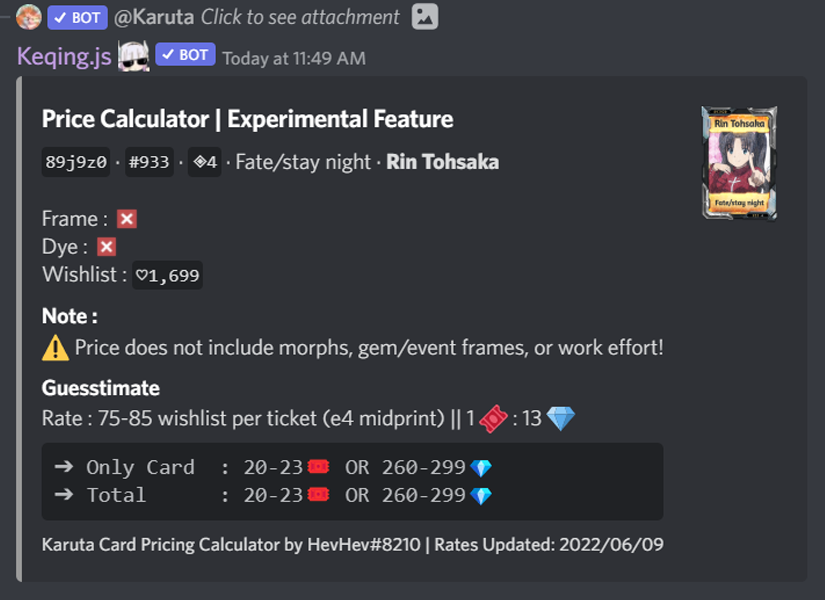 ✓ BOT @Karuta Click to see attachment
Keqing.js ✓ BOT Today at 11:49 AM
Price Calculator | Experimental Feature
89j9z0 · #933 · ◈4 · Fate/stay night · Rin Tohsaka
Rin Tohsaka
Fate/stay night
Frame : ❌
Dye : ❌
Wishlist : ♡1,699
Note :
⚠️ Price does not include morphs, gem/event frames, or work effort!
Guesstimate
Rate : 75-85 wishlist per ticket (e4 midprint) || 1 🎟️ : 13 💎
➔ Only Card : 20-23🎟️ OR 260-299💎
➔ Total : 20-23🎟️ OR 260-299💎
Karuta Card Pricing Calculator by HevHev#8210 | Rates Updated: 2022/06/09